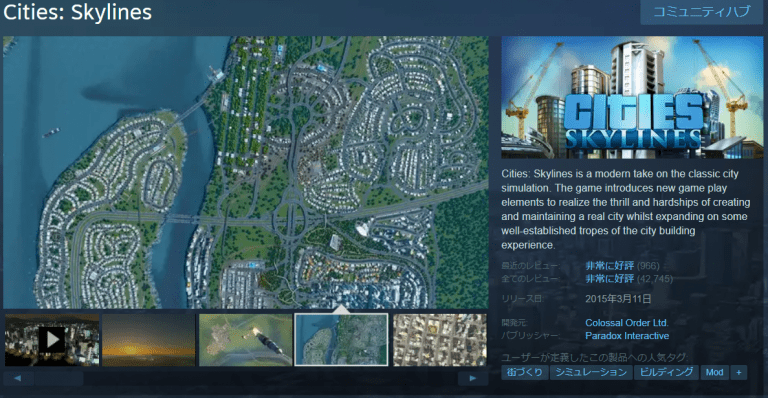 Cities: Skylines
コミュニティハブ
CITIES
SKYLINES
Cities: Skylines is a modern take on the classic city
simulation. The game introduces new game play
elements to realize the thrill and hardships of creating
and maintaining a real city whilst expanding on some
well-established tropes of the city building
experience.
最近のレビュー: 非常に好評 (966)
全てのレビュー: 非常に好評 (42,745)
リリース日: 2015年3月11日
開発元: Colossal Order Ltd.
パブリッシャー: Paradox Interactive
ユーザーが定義したこの製品への人気タグ:
街づくり シミュレーション ビルディング Mod +